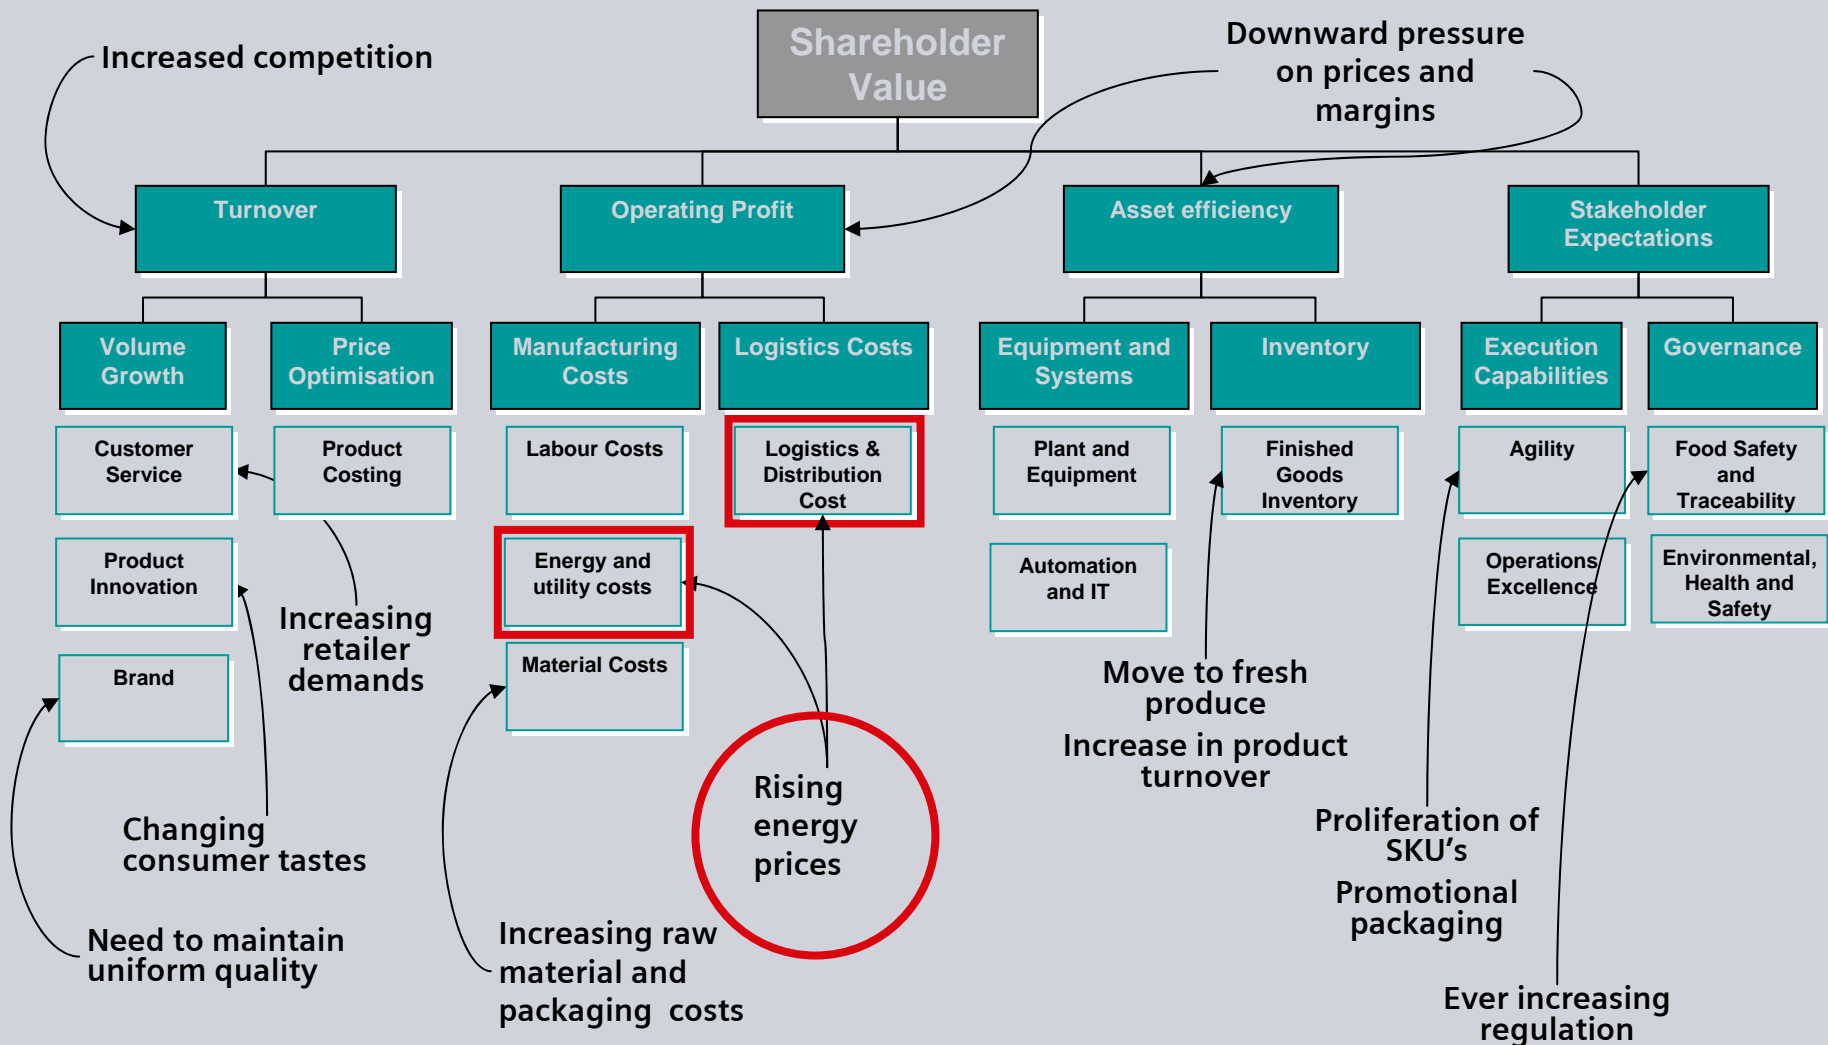 Shareholder
Value
Increased competition
Downward pressure
on prices and
margins
Turnover
Operating Profit
Asset efficiency
Stakeholder
Expectations
Volume
Growth
Price
Optimisation
Manufacturing
Costs
Logistics Costs
Equipment and
Systems
Inventory
Execution
Capabilities
Governance
Customer
Service
Product
Costing
Labour Costs
Logistics &
Distribution
Cost
Plant and
Equipment
Finished
Goods
Inventory
Agility
Food Safety
and
Traceability
Product
Innovation
Energy and
utility costs
Automation
and IT
Operations
Excellence
Environmental,
Health and
Safety
Increasing
retailer
demands
Brand
Material Costs
Move to fresh
produce
Increase in product
turnover
Rising
energy
prices
Changing
consumer tastes
Proliferation of
SKU's
Promotional
packaging
Need to maintain
uniform quality
Increasing raw
material and
packaging costs
Ever increasing
regulation